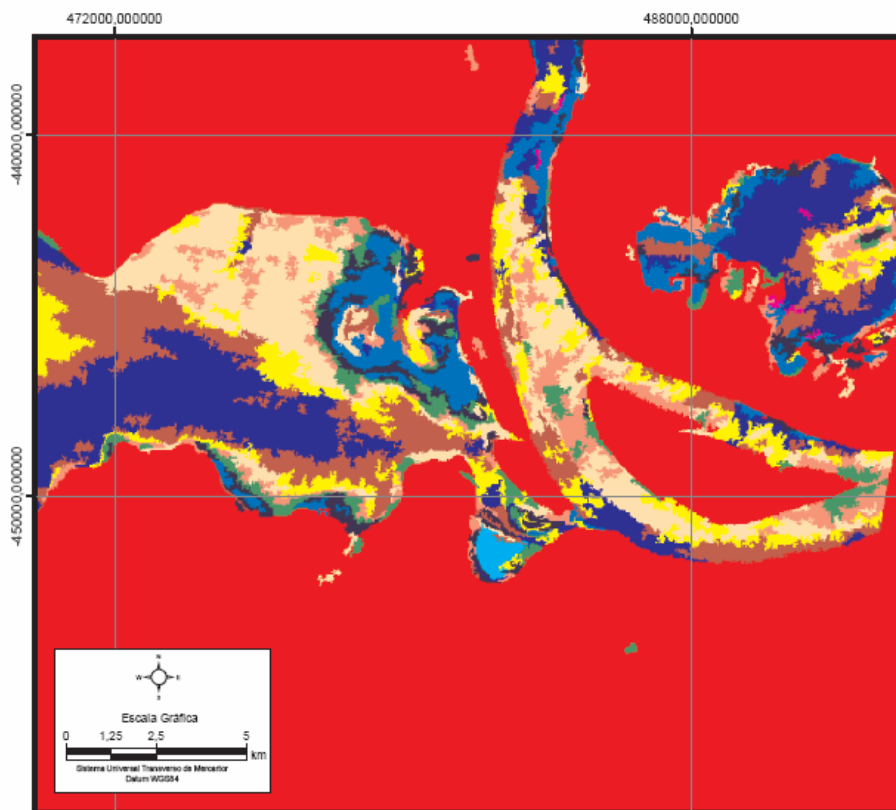 472000,000000 488000,000000
-440000,000000
-450000,000000
N
W E
S
Escala Gráfica
0 1,25 2,5 5
km
Sistema Universal Transverso de Mercartor
Datum WGS84